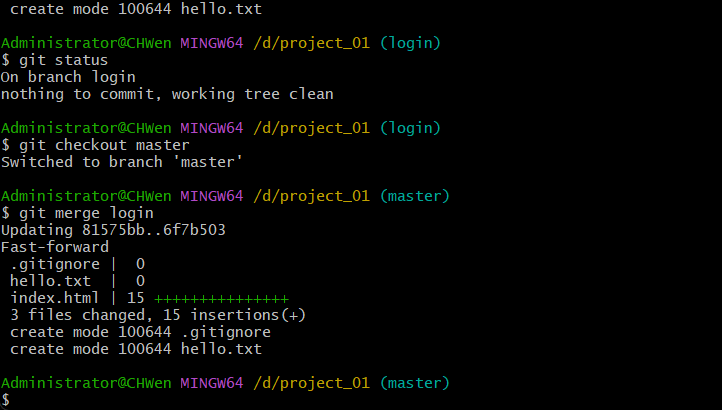 create mode 100644 hello.txt
Administrator@CHWen MINGW64 /d/project_01 (login)
$ git status
On branch login
nothing to commit, working tree clean
Administrator@CHWen MINGW64 /d/project_01 (login)
$ git checkout master
Switched to branch 'master'
Administrator@CHWen MINGW64 /d/project_01 (master)
$ git merge login
Updating 81575bb..6f7b503
Fast-forward
.gitignore |  0
hello.txt  |  0
index.html | 15 +++++++++++++++
3 files changed, 15 insertions(+)
create mode 100644 .gitignore
create mode 100644 hello.txt
Administrator@CHWen MINGW64 /d/project_01 (master)
$